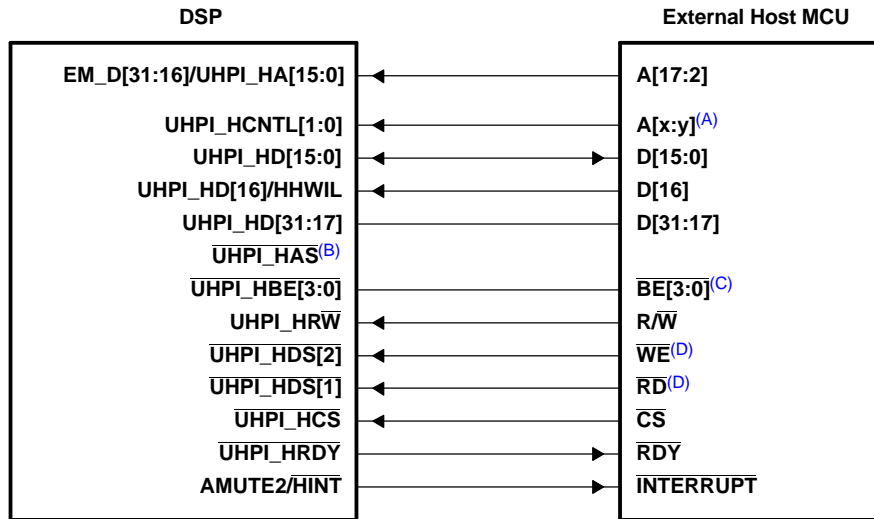 DSP External Host MCU
EM_D[31:16]/UHPI_HA[15:0] A[17:2]
UHPI_HCNTL[1:0] A[x:y](A)
UHPI_HD[15:0] D[15:0]
UHPI_HD[16]/HHWIL D[16]
UHPI_HD[31:17] D[31:17]
UHPI_HAS(B)
UHPI_HBE[3:0] BE[3:0](C)
UHPI_HRW R/W
UHPI_HDS[2] WE(D)
UHPI_HDS[1] RD(D)
UHPI_HCS CS
UHPI_HRDY RDY
AMUTE2/HINT INTERRUPT